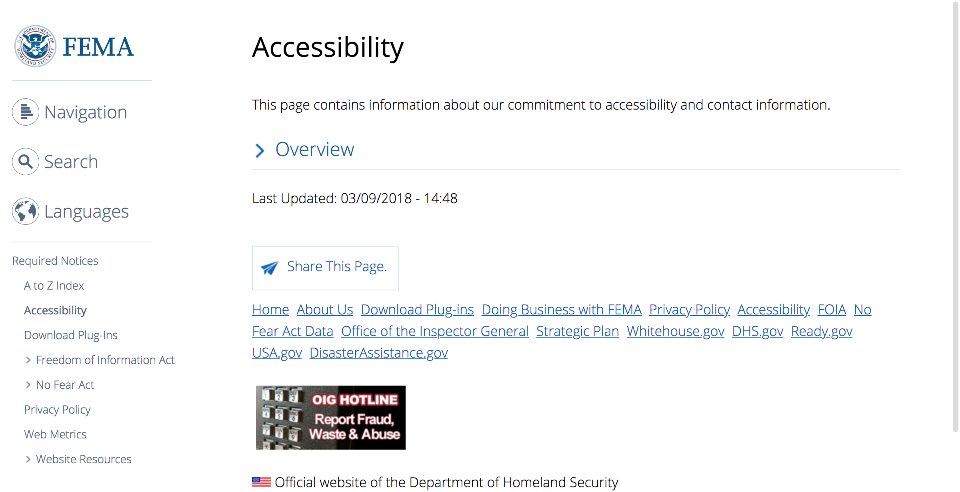 FEMA
Navigation
Search
Languages
Required Notices
A to Z Index
Accessibility
Download Plug-Ins
Freedom of Information Act
No Fear Act
Privacy Policy
Web Metrics
Website Resources
Accessibility
This page contains information about our commitment to accessibility and contact information.
Overview
Last Updated: 03/09/2018 - 14:48
Share This Page.
Home About Us Download Plug-ins Doing Business with FEMA Privacy Policy Accessibility FOIA No
Fear Act Data Office of the Inspector General Strategic Plan Whitehouse.gov DHS.gov Ready.gov
USA.gov DisasterAssistance.gov
OIG HOTLINE
Report Fraud,
Waste & Abuse
Official website of the Department of Homeland Security